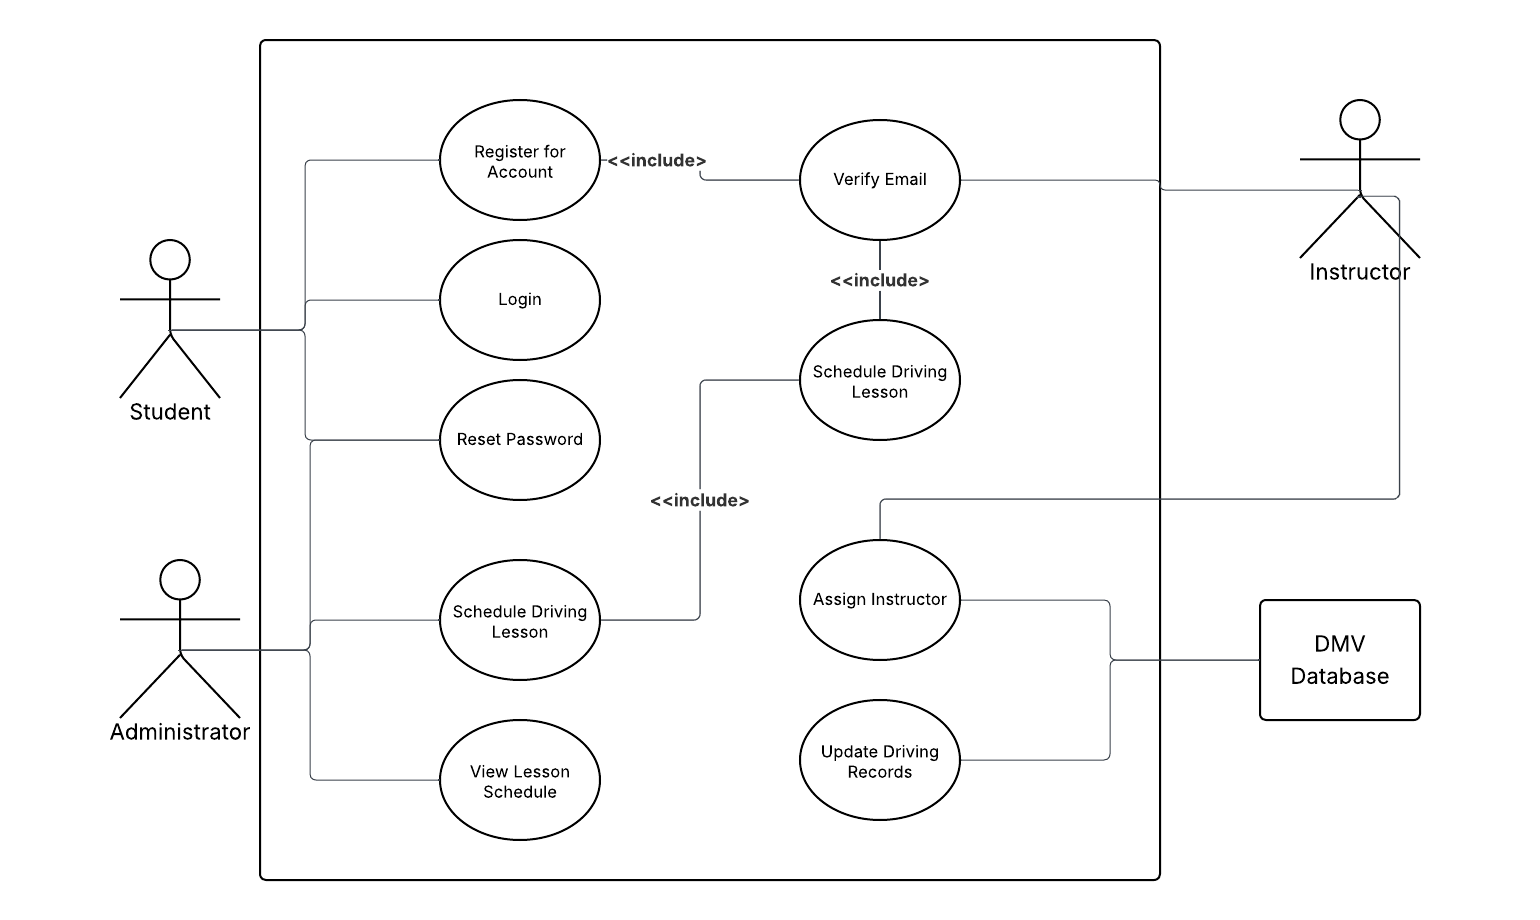 Register for
Account
<<include>
Verify Email
Instructor
Login
<<include>
Student
Schedule Driving
Lesson
Reset Password
<<include>
Schedule Driving
Lesson
Assign Instructor
DMV
Database
Administrator
View Lesson
Schedule
Update Driving
Records